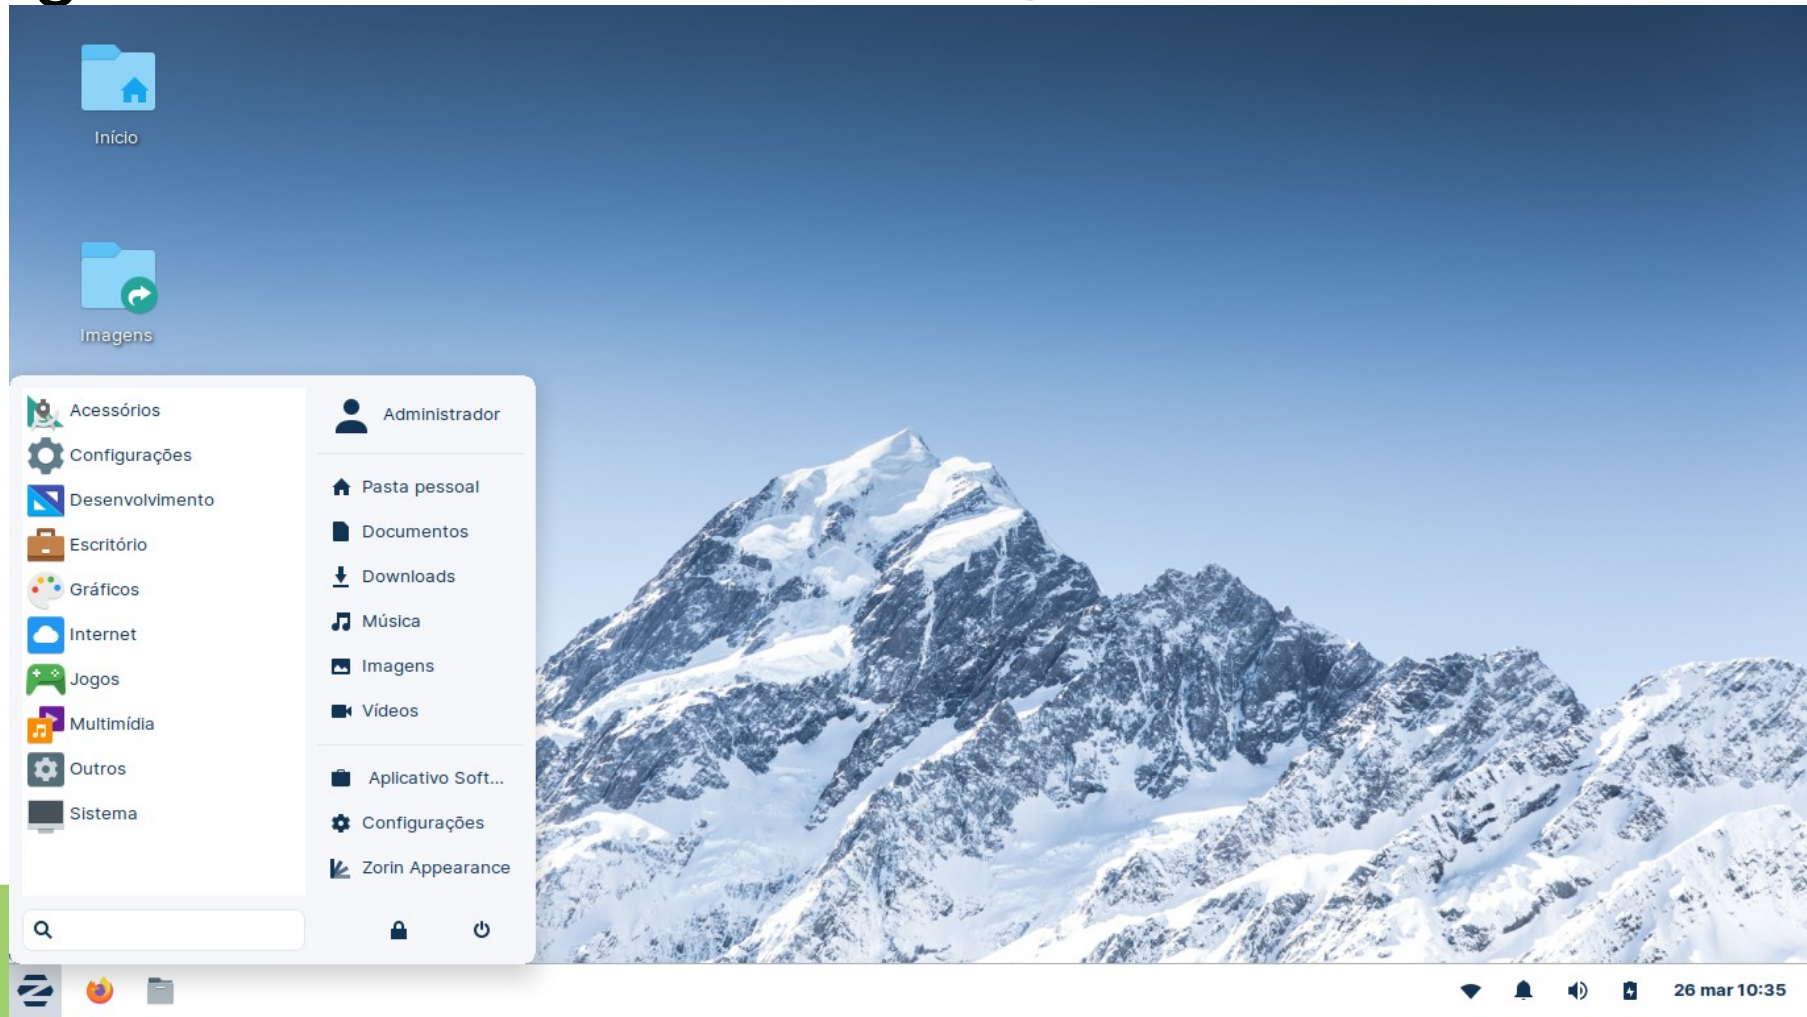 Início
Imagens
Acessórios
Configurações
Desenvolvimento
Escritório
Gráficos
Internet
Jogos
Multimídia
Outros
Sistema
Administrador
Pasta pessoal
Documentos
Downloads
Música
Imagens
Vídeos
Aplicativo Soft...
Configurações
Zorin Appearance
26 mar 10:35